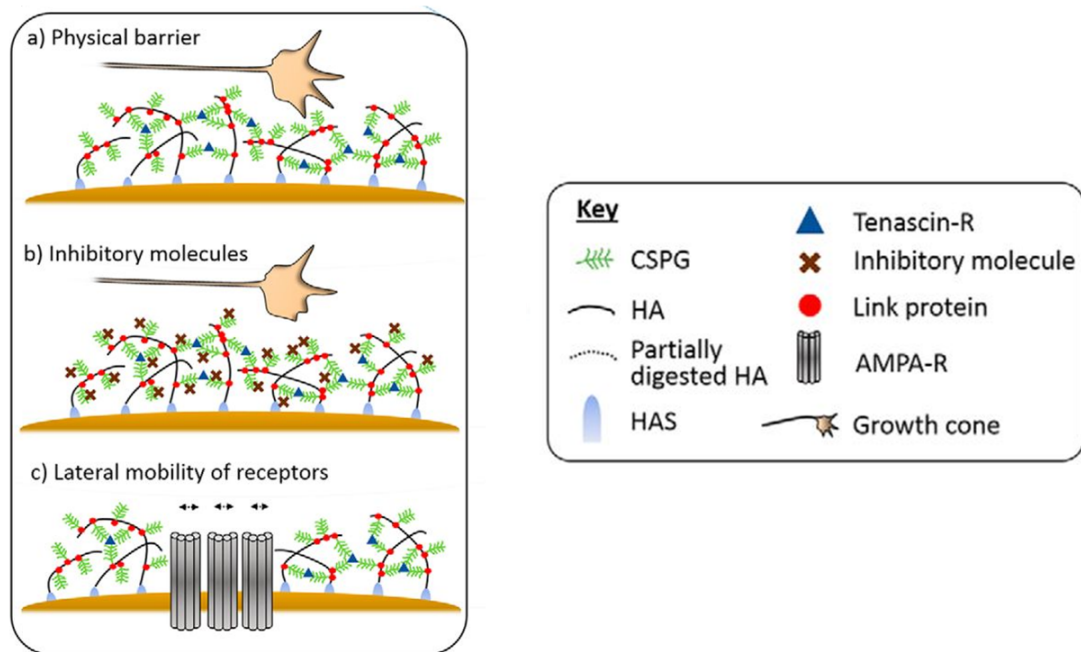 a) Physical barrier
b) Inhibitory molecules
c) Lateral mobility of receptors
Key
CSPG
HA
Partially
digested HA
HAS
Tenascin-R
Inhibitory molecule
Link protein
AMPA-R
Growth cone